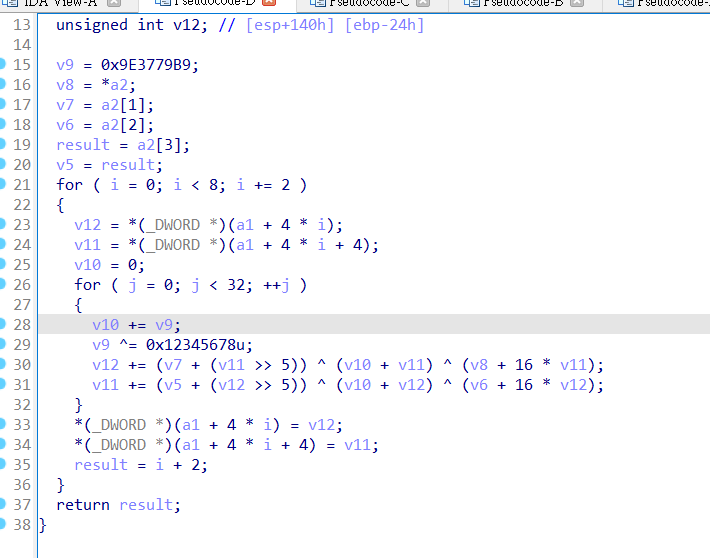 IDA View-A Pseudocode-D Pseudocode-C Pseudocode-B
13 unsigned int v12; // [esp+140h] [ebp-24h]
14
15 v9 = 0x9E3779B9;
16 v8 = *a2;
17 v7 = a2[1];
18 v6 = a2[2];
19 result = a2[3];
20 v5 = result;
21 for ( i = 0; i < 8; i += 2 )
22 {
23 v12 = *(_DWORD *)(a1 + 4 * i);
24 v11 = *(_DWORD *)(a1 + 4 * i + 4);
25 v10 = 0;
26 for ( j = 0; j < 32; ++j )
27 {
28 v10 += v9;
29 v9 ^= 0x12345678u;
30 v12 += (v7 + (v11 >> 5)) ^ (v10 + v11) ^ (v8 + 16 * v11);
31 v11 += (v5 + (v12 >> 5)) ^ (v10 + v12) ^ (v6 + 16 * v12);
32 }
33 *(_DWORD *)(a1 + 4 * i) = v12;
34 *(_DWORD *)(a1 + 4 * i + 4) = v11;
35 result = i + 2;
36 }
37 return result;
38 }